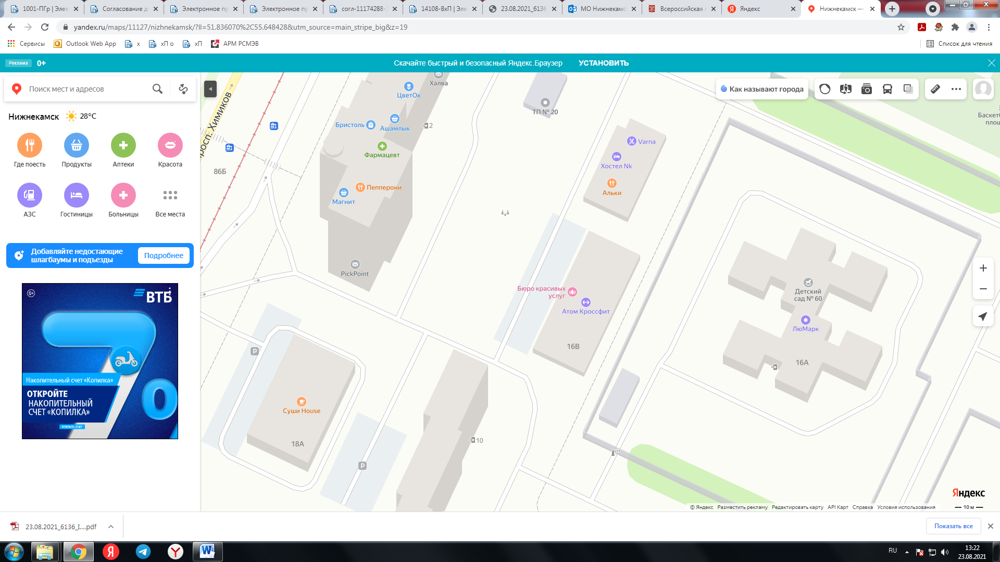 1001-ПГр | Элек
Согласование д
Электронное пр
Электронное пр
согл-11174288-
14108-ВхП | Эле
23.08.2021_6136
МО Нижнекамс
Всероссийская
Яндекс
Нижнекамск —
yandex.ru/maps/11127/nizhnekamsk/?ll=51.836070%2C55.648428&utm_source=main_stripe_big&z=19
Сервисы
Outlook Web App
х
хП о
хП
АРМ РСМЭВ
Список для чтения
Реклама
0+
Скачайте быстрый и безопасный Яндекс.Браузер
УСТАНОВИТЬ
Поиск мест и адресов
Как называют города
Нижнекамск
28°C
Где поесть
Продукты
Аптеки
Красота
АЗС
Гостиницы
Больницы
Все места
Добавляйте недостающие
шлагбаумы и подъезды
Подробнее
0+
ВТБ
7
0
Накопительный счет «Копилка»
ОТКРОЙТЕ
НАКОПИТЕЛЬНЫЙ
СЧЕТ «КОПИЛКА»
ОТКРЫТЬ СЧЕТ
просп. Химиков
86Б
Халва
ЦветОк
Бристоль
Ашамлык
2
Фармацевт
Пепперони
Магнит
PickPoint
ТП № 20
Varna
Хостел Nk
Альки
Бюро красивых
услуг
Атом Кроссфит
16В
Детский
сад № 60
ЛюМарк
16А
P
Суши House
18А
10
P
Яндекс
© Яндекс
Разместить рекламу
Редактировать карту
API Карт
Справка
Условия использования
10 м
23.08.2021_6136_I....pdf
Показать все
RU
13:22
23.08.2021